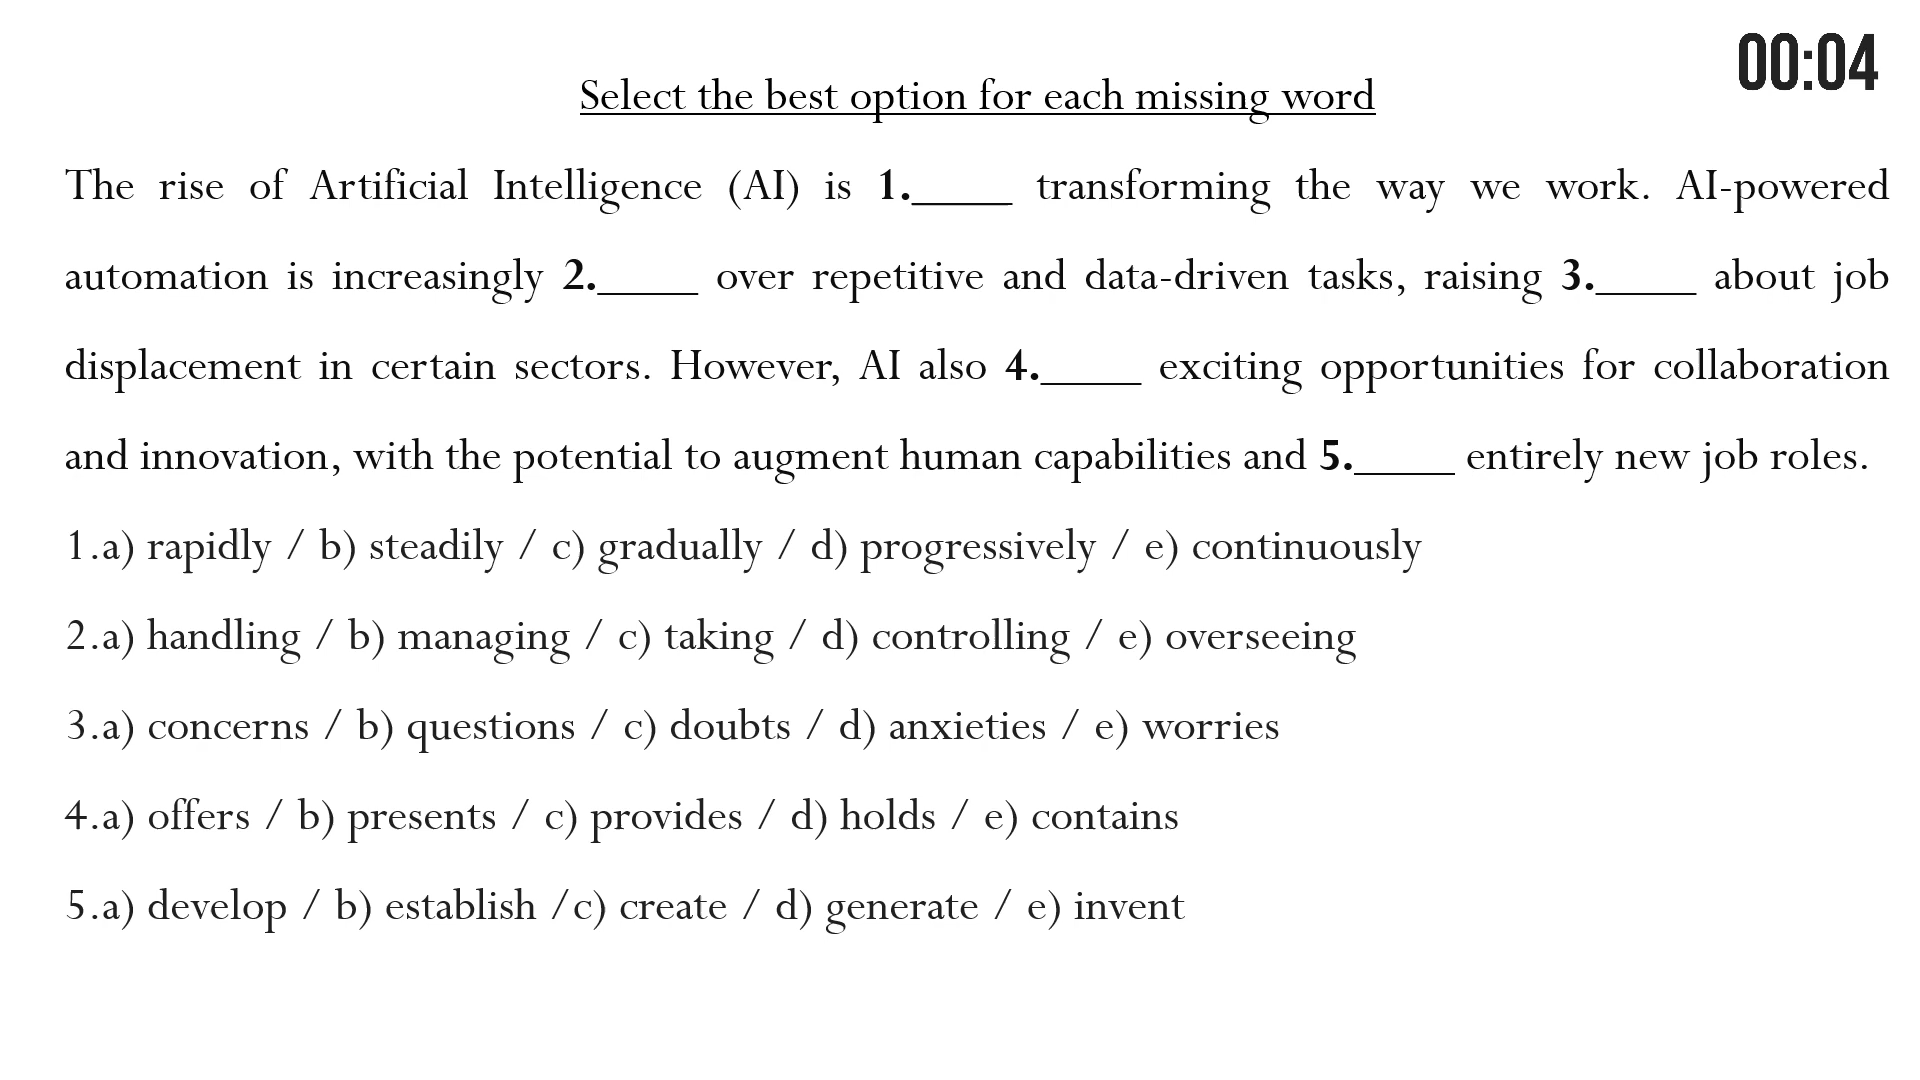 00:04
Select the best option for each missing word
The rise of Artificial Intelligence (AI) is 1.____ transforming the way we work. AI-powered
automation is increasingly 2.____ over repetitive and data-driven tasks, raising 3.____ about job
displacement in certain sectors. However, AI also 4.____ exciting opportunities for collaboration
and innovation, with the potential to augment human capabilities and 5.____ entirely new job roles.
1.a) rapidly / b) steadily / c) gradually / d) progressively / e) continuously
2.a) handling / b) managing / c) taking / d) controlling / e) overseeing
3.a) concerns / b) questions / c) doubts / d) anxieties / e) worries
4.a) offers / b) presents / c) provides / d) holds / e) contains
5.a) develop / b) establish /c) create / d) generate / e) invent